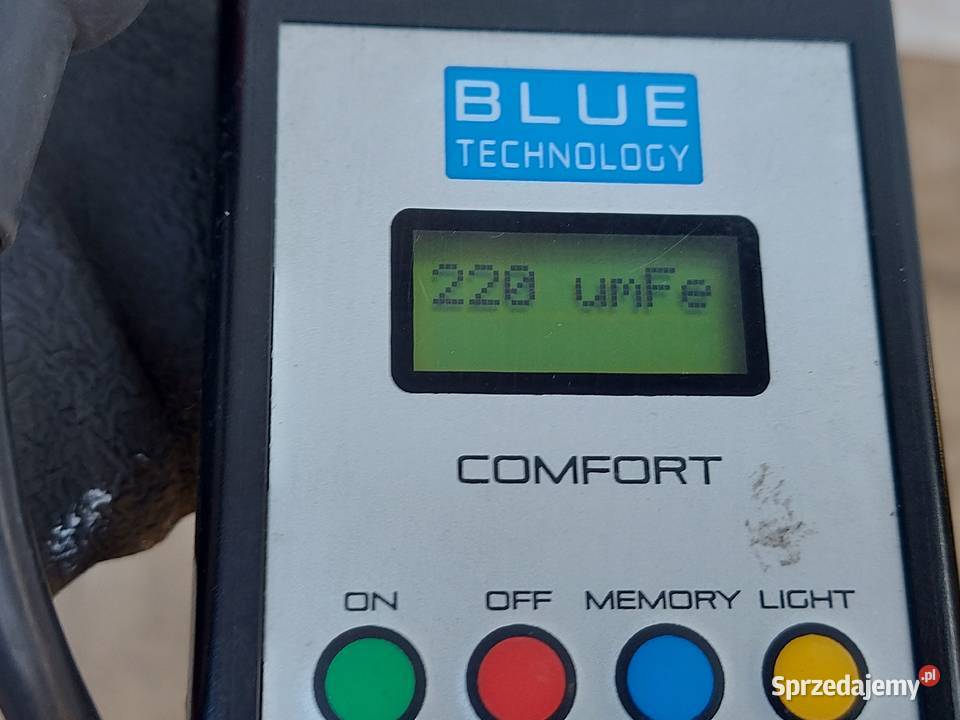 BLUE
TECHNOLOGY
220 umFe
COMFORT
ON OFF MEMORY LIGHT
Sprzedajemy.pl